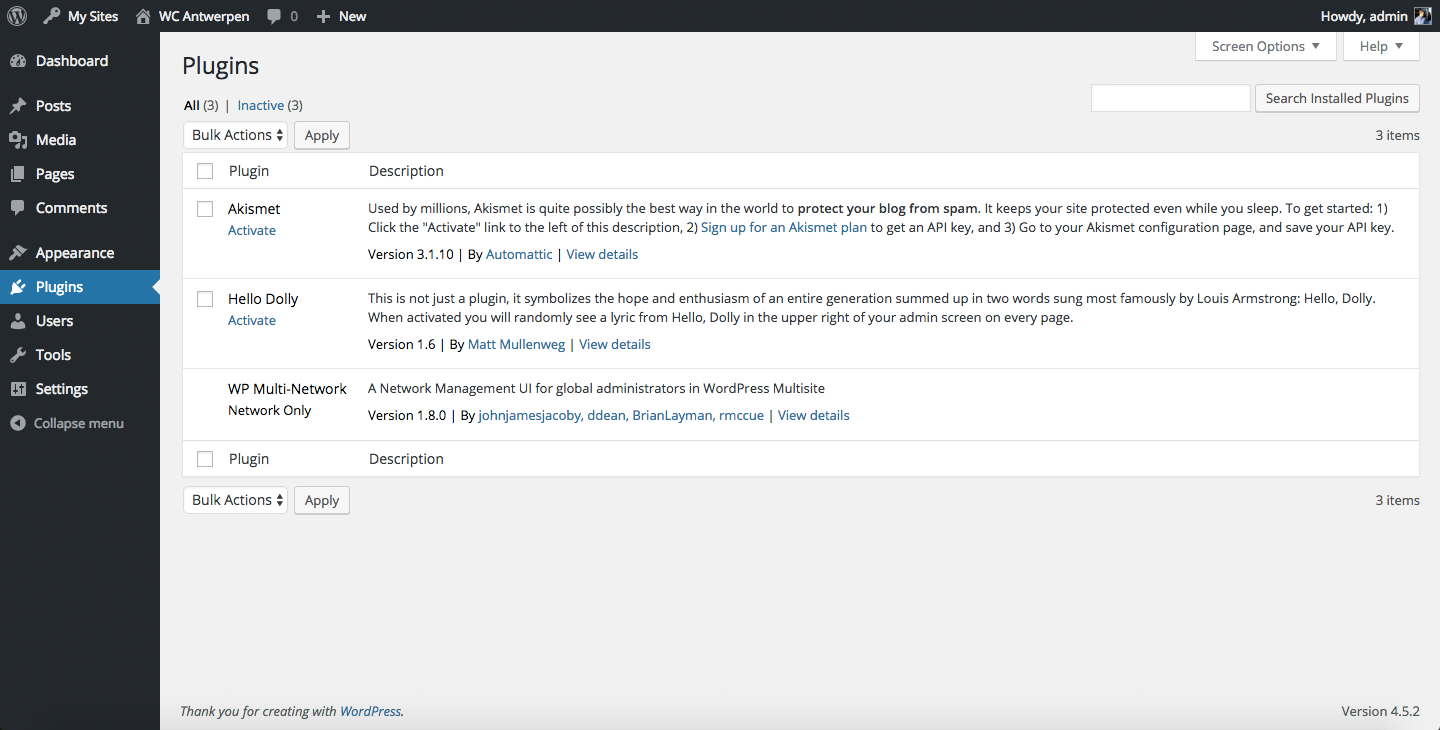 My Sites WC Antwerpen 0 New Howdy, admin
Screen Options Help
Dashboard
Posts
Media
Pages
Comments
Appearance
Plugins
Users
Tools
Settings
Collapse menu
Plugins
All (3) | Inactive (3)
Search Installed Plugins
Bulk Actions Apply 3 items
Plugin Description
Akismet Used by millions, Akismet is quite possibly the best way in the world to protect your blog from spam. It keeps your site protected even while you sleep. To get started: 1)
Activate Click the "Activate" link to the left of this description, 2) Sign up for an Akismet plan to get an API key, and 3) Go to your Akismet configuration page, and save your API key.
Version 3.1.10 | By Automattic | View details
Hello Dolly This is not just a plugin, it symbolizes the hope and enthusiasm of an entire generation summed up in two words sung most famously by Louis Armstrong: Hello, Dolly.
Activate When activated you will randomly see a lyric from Hello, Dolly in the upper right of your admin screen on every page.
Version 1.6 | By Matt Mullenweg | View details
WP Multi-Network A Network Management UI for global administrators in WordPress Multisite
Network Only Version 1.8.0 | By johnjamesjacoby, ddean, BrianLayman, rmccue | View details
Plugin Description
Bulk Actions Apply 3 items
Thank you for creating with WordPress. Version 4.5.2